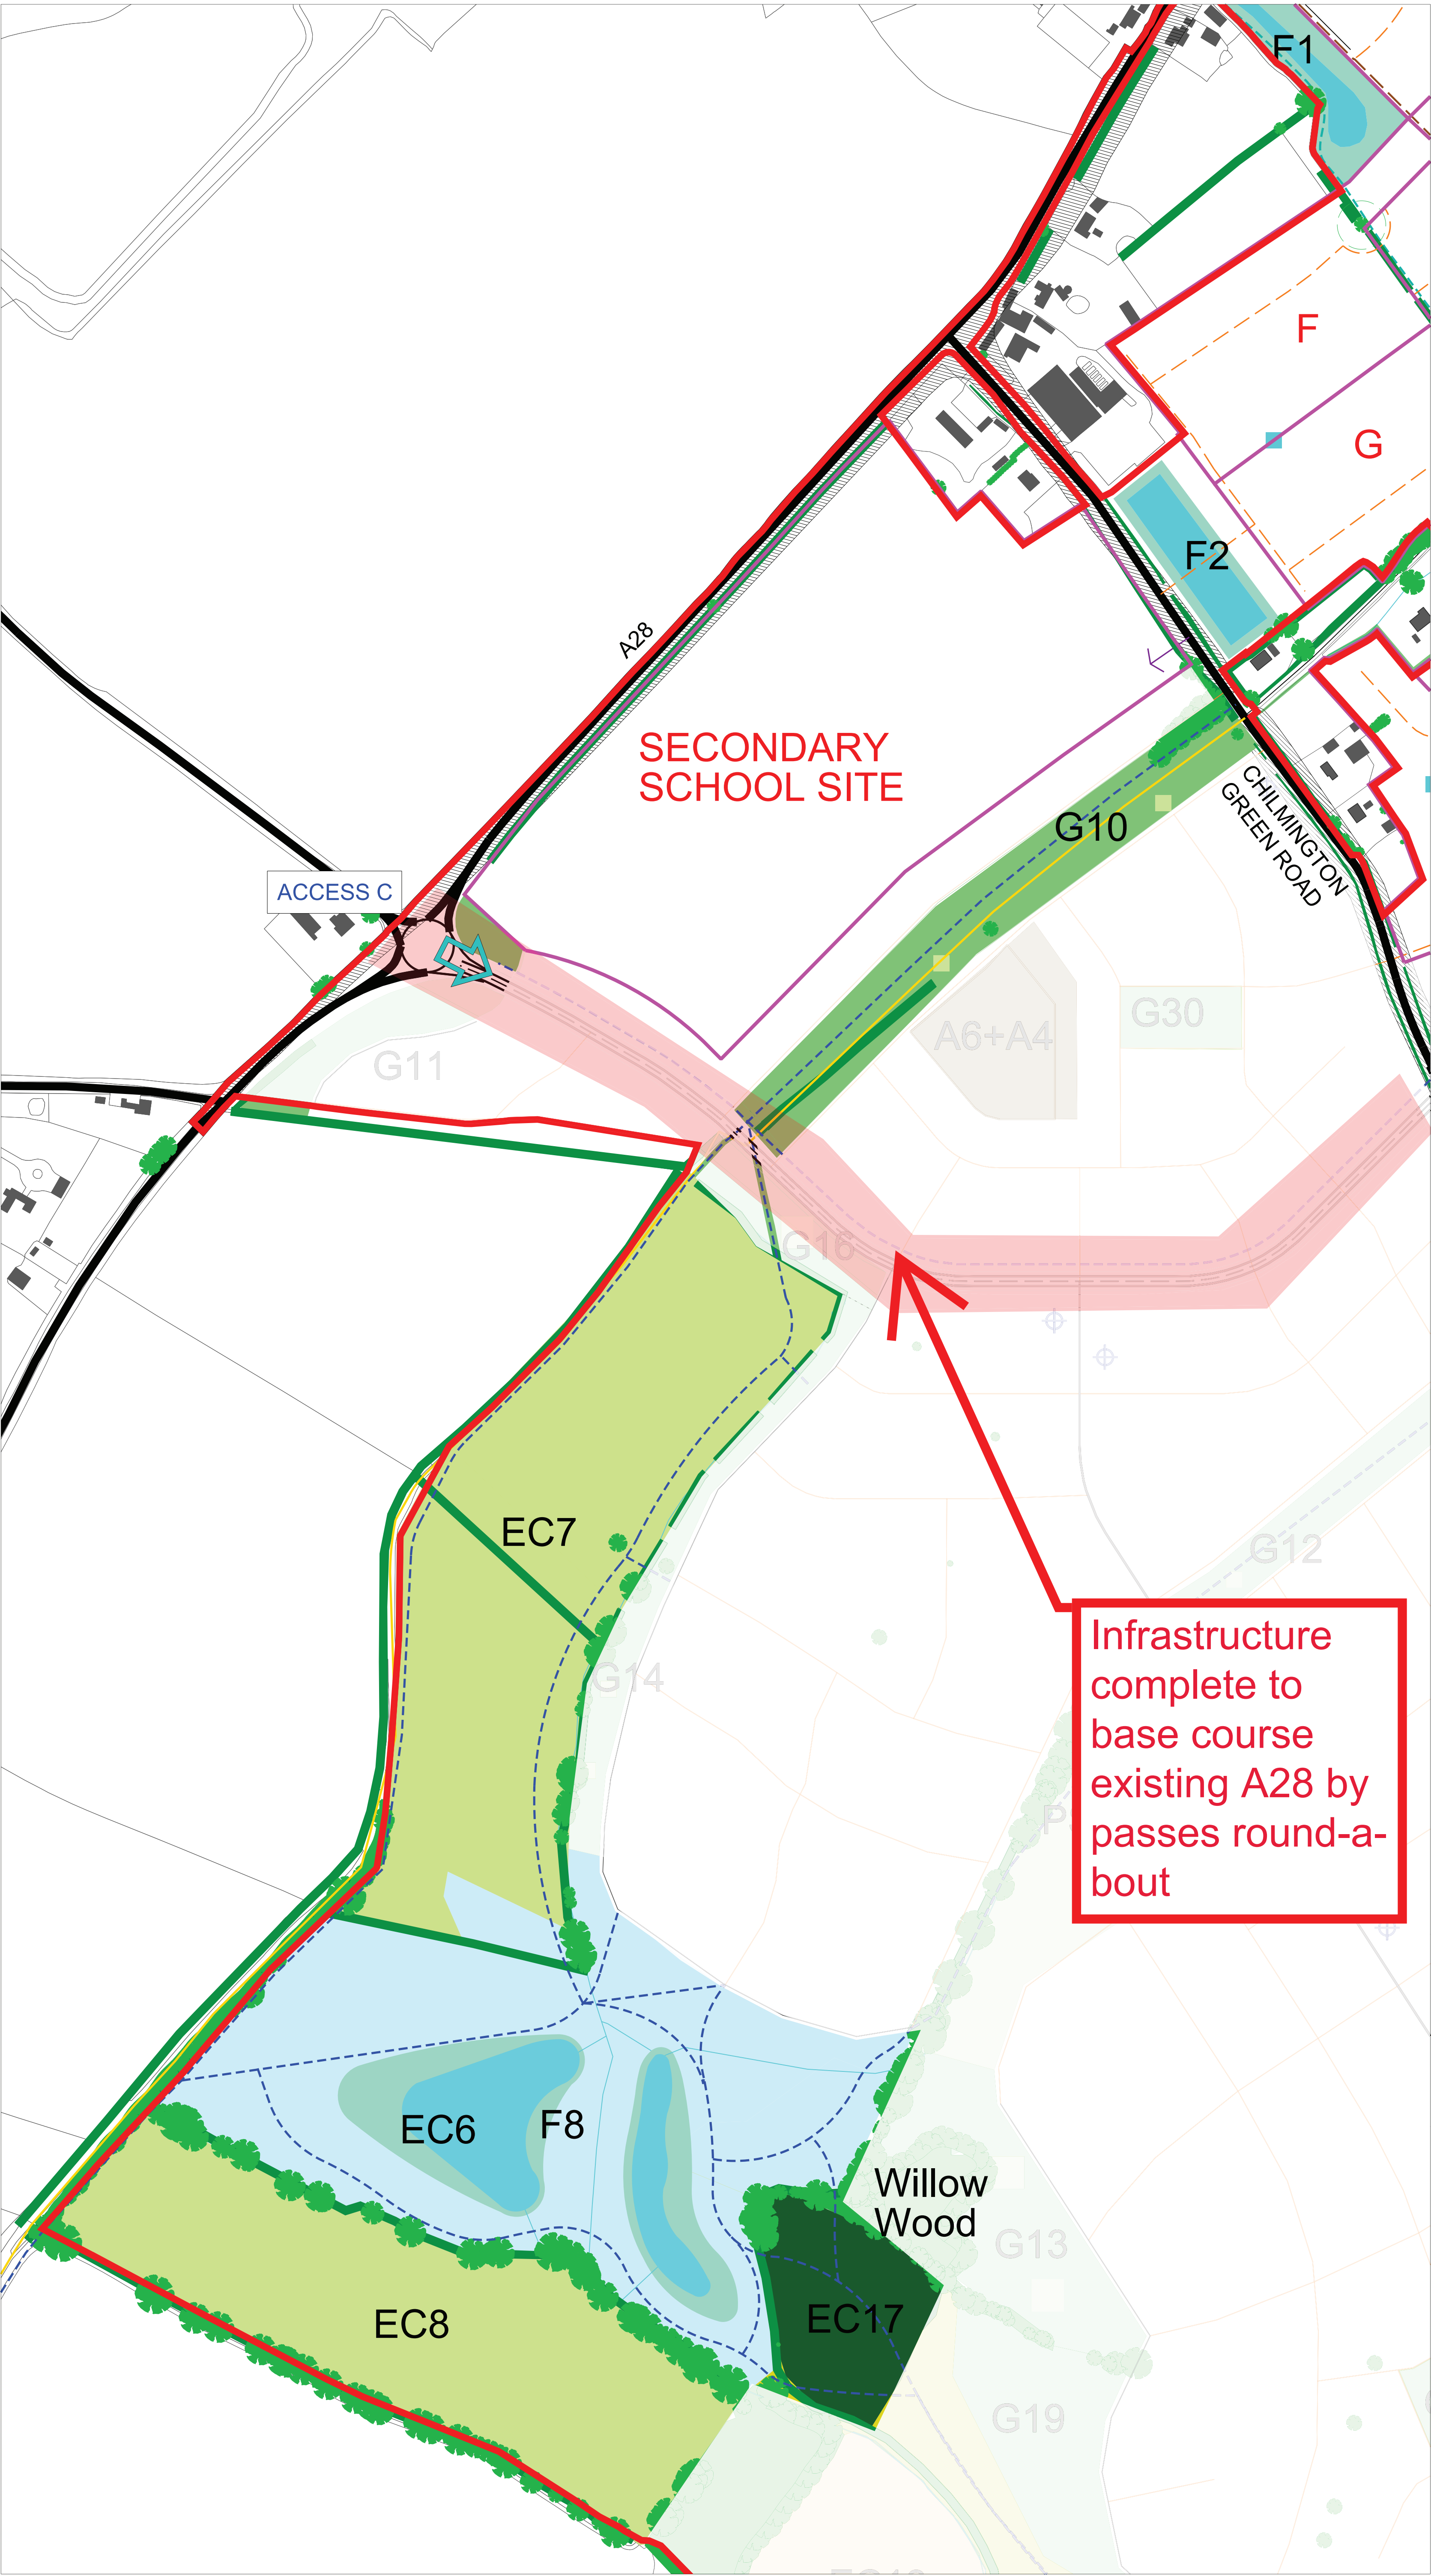 F1
F
G
F2
A28
SECONDARY
SCHOOL SITE
G10
CHILMINGTON
GREEN ROAD
ACCESS C
A6+A4
G30
G11
G16
EC7
G12
G14
Infrastructure
complete to
base course
existing A28 by
passes round-a-
bout
EC6
F8
Willow
Wood
G13
EC17
EC8
G19